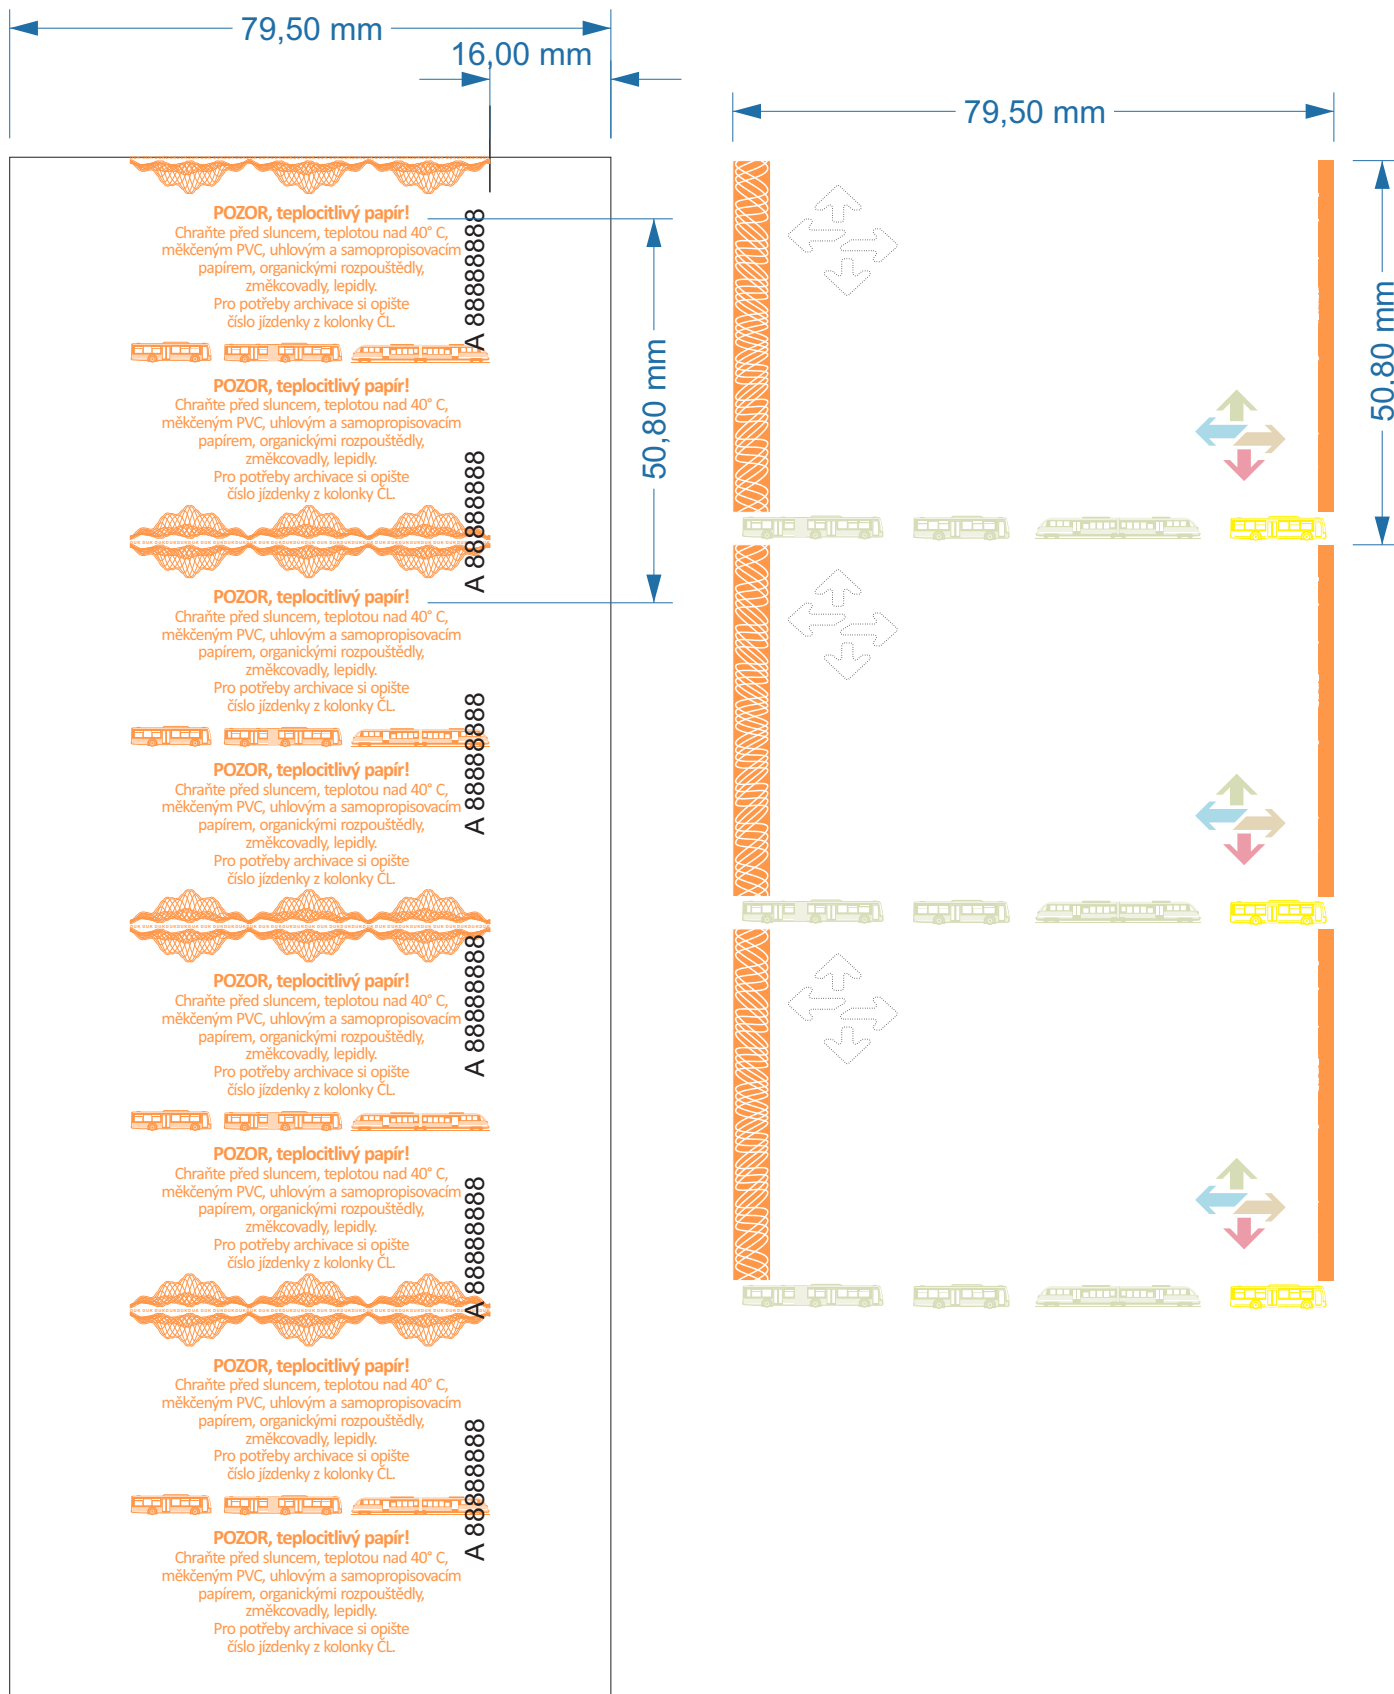 79,50 mm
16,00 mm
79,50 mm
POZOR, teplocitlivý papír!
Chraňte před sluncem, teplotou nad 40° C,
měkčeným PVC, uhlovým a samopropisovacím
papírem, organickými rozpouštědly,
změkcovadly, lepidly.
Pro potřeby archivace si opište
číslo jízdenky z kolonky ČL.
A 88888888
50,80 mm
50,80 mm
POZOR, teplocitlivý papír!
Chraňte před sluncem, teplotou nad 40° C,
měkčeným PVC, uhlovým a samopropisovacím
papírem, organickými rozpouštědly,
změkcovadly, lepidly.
Pro potřeby archivace si opište
číslo jízdenky z kolonky ČL.
A 88888888
POZOR, teplocitlivý papír!
Chraňte před sluncem, teplotou nad 40° C,
měkčeným PVC, uhlovým a samopropisovacím
papírem, organickými rozpouštědly,
změkcovadly, lepidly.
Pro potřeby archivace si opište
číslo jízdenky z kolonky ČL.
A 88888888
POZOR, teplocitlivý papír!
Chraňte před sluncem, teplotou nad 40° C,
měkčeným PVC, uhlovým a samopropisovacím
papírem, organickými rozpouštědly,
změkcovadly, lepidly.
Pro potřeby archivace si opište
číslo jízdenky z kolonky ČL.
A 88888888
POZOR, teplocitlivý papír!
Chraňte před sluncem, teplotou nad 40° C,
měkčeným PVC, uhlovým a samopropisovacím
papírem, organickými rozpouštědly,
změkcovadly, lepidly.
Pro potřeby archivace si opište
číslo jízdenky z kolonky ČL.
POZOR, teplocitlivý papír!
Chraňte před sluncem, teplotou nad 40° C,
měkčeným PVC, uhlovým a samopropisovacím
papírem, organickými rozpouštědly,
změkcovadly, lepidly.
Pro potřeby archivace si opište
číslo jízdenky z kolonky ČL.
A 88888888
POZOR, teplocitlivý papír!
Chraňte před sluncem, teplotou nad 40° C,
měkčeným PVC, uhlovým a samopropisovacím
papírem, organickými rozpouštědly,
změkcovadly, lepidly.
Pro potřeby archivace si opište
číslo jízdenky z kolonky ČL.
A 88888888
POZOR, teplocitlivý papír!
Chraňte před sluncem, teplotou nad 40° C,
měkčeným PVC, uhlovým a samopropisovacím
papírem, organickými rozpouštědly,
změkcovadly, lepidly.
Pro potřeby archivace si opište
číslo jízdenky z kolonky ČL.